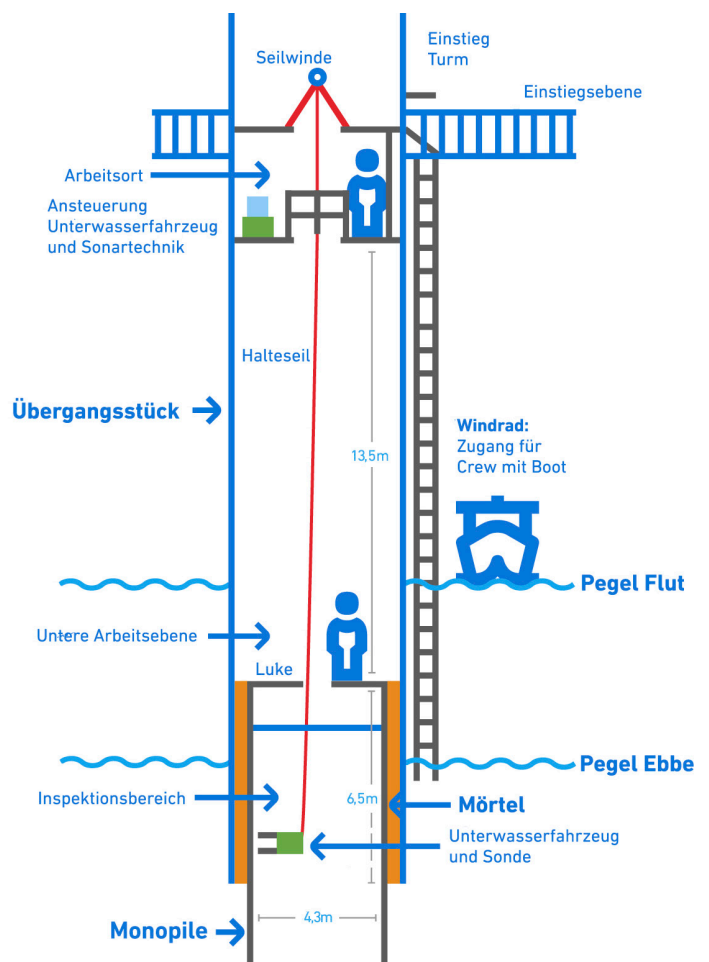 Einstieg
Turm
Seilwinde
Einstiegsebene
Arbeitsort
Ansteuerung
Unterwasserfahrzeug
und Sonartechnik
Halteseil
Übergangsstück
Windrad:
Zugang für
Crew mit Boot
13,5m
Pegel Flut
Untere Arbeitsebene
Luke
Pegel Ebbe
Inspektionsbereich
6,5m
Mörtel
Unterwasserfahrzeug
und Sonde
4,3m
Monopile